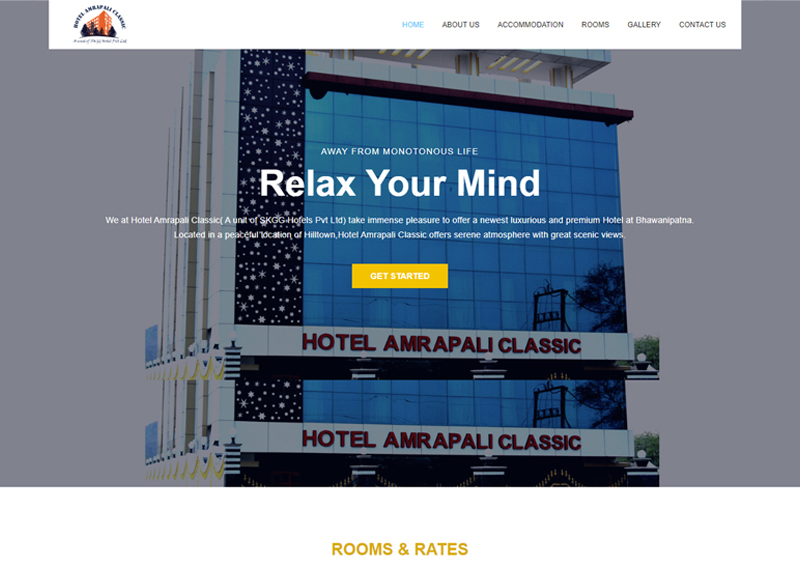 HOTEL AMRAPALI CLASSIC
A unit of SKGG Hotel Pvt Ltd.
HOME ABOUT US ACCOMMODATION ROOMS GALLERY CONTACT US
AWAY FROM MONOTONOUS LIFE
Relax Your Mind
We at Hotel Amrapali Classic( A unit of SKGG Hotels Pvt Ltd) take immense pleasure to offer a newest luxurious and premium Hotel at Bhawanipatna.
Located in a peaceful location of Hilltown,Hotel Amrapali Classic offers serene atmosphere with great scenic views.
GET STARTED
HOTEL AMRAPALI CLASSIC
HOTEL AMRAPALI CLASSIC
ROOMS & RATES